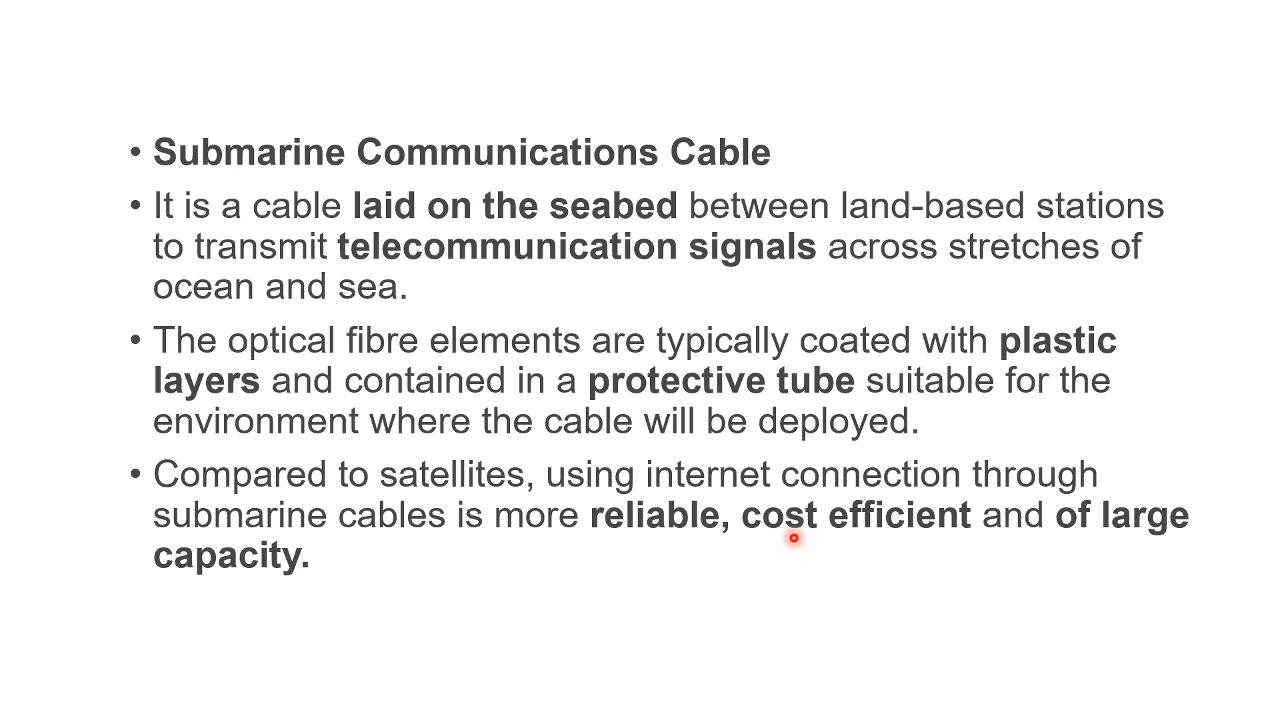 • Submarine Communications Cable
• It is a cable laid on the seabed between land-based stations
to transmit telecommunication signals across stretches of
ocean and sea.
• The optical fibre elements are typically coated with plastic
layers and contained in a protective tube suitable for the
environment where the cable will be deployed.
• Compared to satellites, using internet connection through
submarine cables is more reliable, cost efficient and of large
capacity.